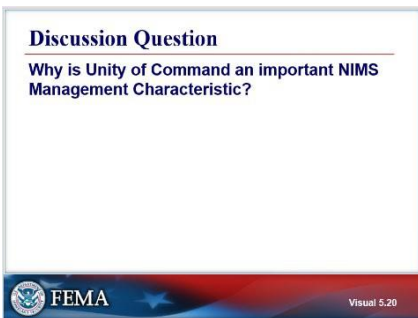 Discussion Question
Why is Unity of Command an important NIMS
Management Characteristic?
FEMA
Visual 5.20